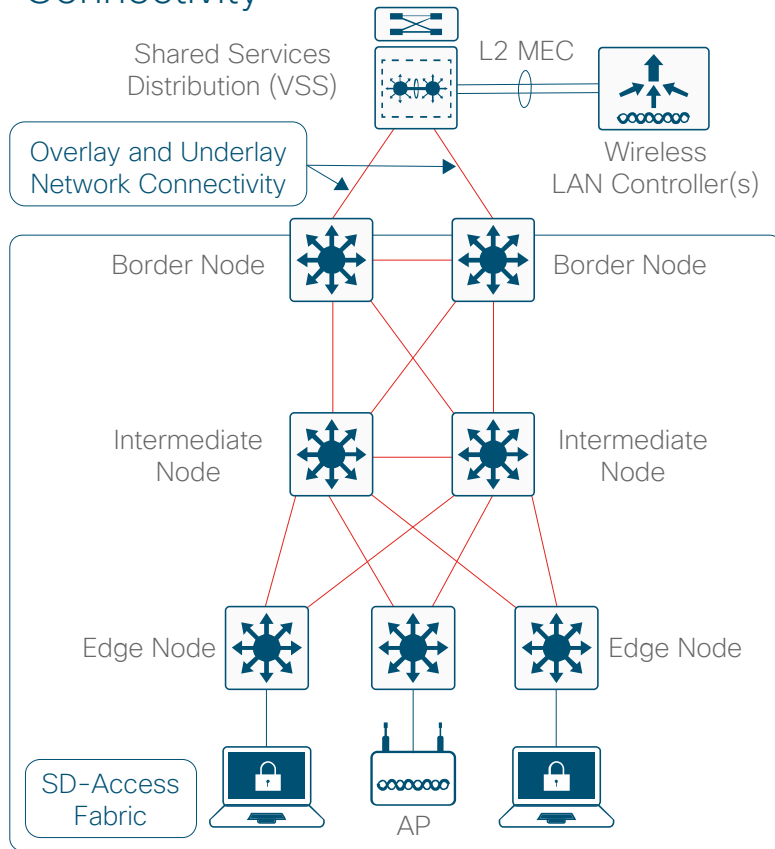 Connectivity
Shared Services
Distribution (VSS)
L2 MEC
Overlay and Underlay
Network Connectivity
Wireless
LAN Controller(s)
Border Node
Border Node
Intermediate
Node
Intermediate
Node
Edge Node
Edge Node
SD-Access
Fabric
AP